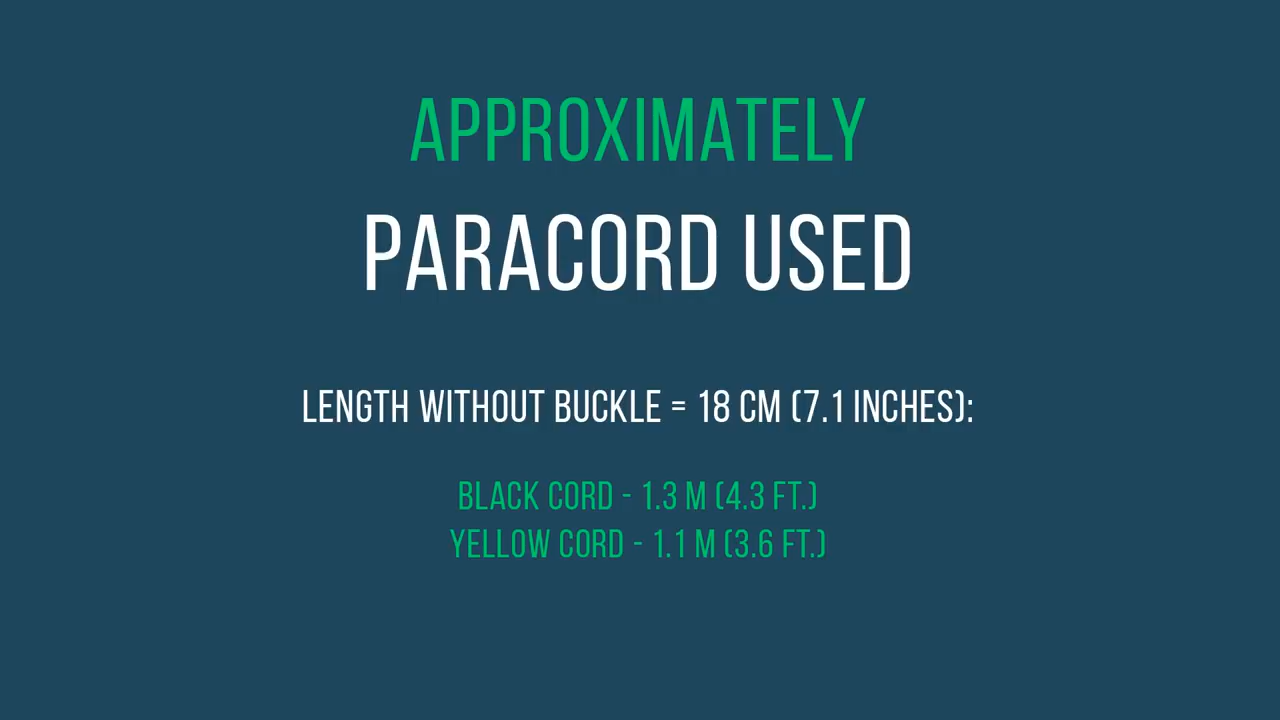 APPROXIMATELY
PARACORD USED
LENGTH WITHOUT BUCKLE = 18 CM (7.1 INCHES):
BLACK CORD - 1.3 M (4.3 FT.)
YELLOW CORD - 1.1 M (3.6 FT.)